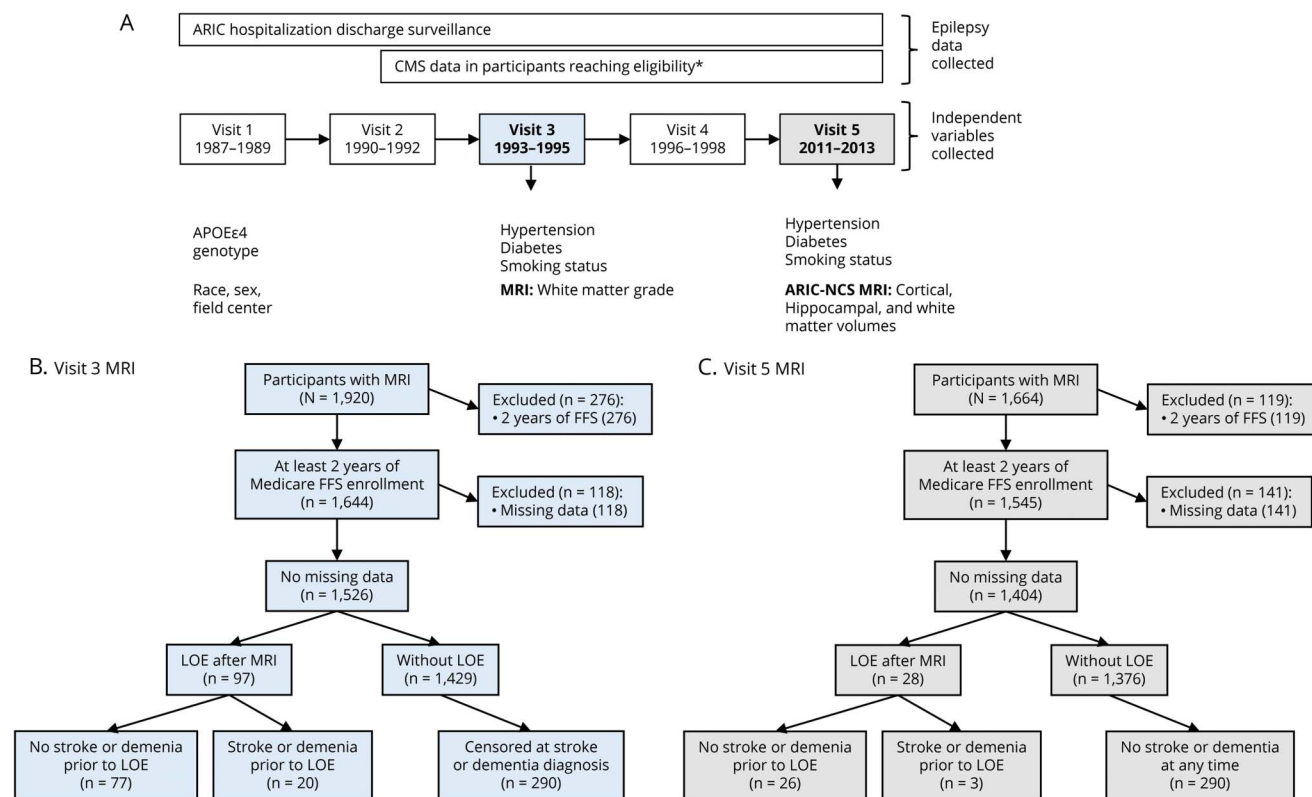 A
ARIC hospitalization discharge surveillance
CMS data in participants reaching eligibility*
Epilepsy
data
collected
Visit 1
1987–1989
Visit 2
1990–1992
Visit 3
1993–1995
Visit 4
1996–1998
Visit 5
2011–2013
Independent
variables
collected
APOEε4
genotype
Race, sex,
field center
Hypertension
Diabetes
Smoking status
MRI: White matter grade
Hypertension
Diabetes
Smoking status
ARIC-NCS MRI: Cortical,
Hippocampal, and white
matter volumes
B. Visit 3 MRI
Participants with MRI
(N = 1,920)
Excluded (n = 276):
• 2 years of FFS (276)
At least 2 years of
Medicare FFS enrollment
(n = 1,644)
Excluded (n = 118):
• Missing data (118)
No missing data
(n = 1,526)
LOE after MRI
(n = 97)
Without LOE
(n = 1,429)
No stroke or demenia
prior to LOE
(n = 77)
Stroke or demenia
prior to LOE
(n = 20)
Censored at stroke
or dementia diagnosis
(n = 290)
C. Visit 5 MRI
Participants with MRI
(N = 1,664)
Excluded (n = 119):
• 2 years of FFS (119)
At least 2 years of
Medicare FFS enrollment
(n = 1,545)
Excluded (n = 141):
• Missing data (141)
No missing data
(n = 1,404)
LOE after MRI
(n = 28)
Without LOE
(n = 1,376)
No stroke or demenia
prior to LOE
(n = 26)
Stroke or demenia
prior to LOE
(n = 3)
No stroke or dementia
at any time
(n = 290)